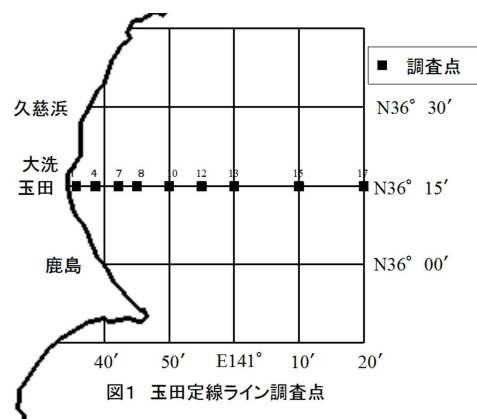 ■ 調査点
久慈浜 N36° 30′
大洗
1 4 7 8 10 12 13 15 17
玉田 N36° 15′
鹿島 N36° 00′
40′ 50′ E141° 10′ 20′
図1 玉田定線ライン調査点